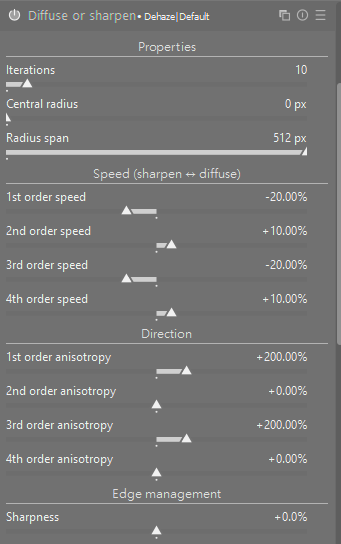 Diffuse or sharpen• Dehaze|Default
Properties
Iterations 10
Central radius 0 px
Radius span 512 px
Speed (sharpen ↔ diffuse)
1st order speed -20.00%
2nd order speed +10.00%
3rd order speed -20.00%
4th order speed +10.00%
Direction
1st order anisotropy +200.00%
2nd order anisotropy +0.00%
3rd order anisotropy +200.00%
4th order anisotropy +0.00%
Edge management
Sharpness +0.0%